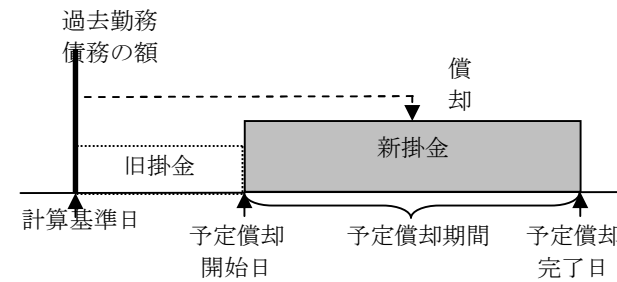 過去勤務
債務の額
償
却
新掛金
旧掛金
計算基準日
予定償却
開始日
予定償却期間
予定償却
完了日